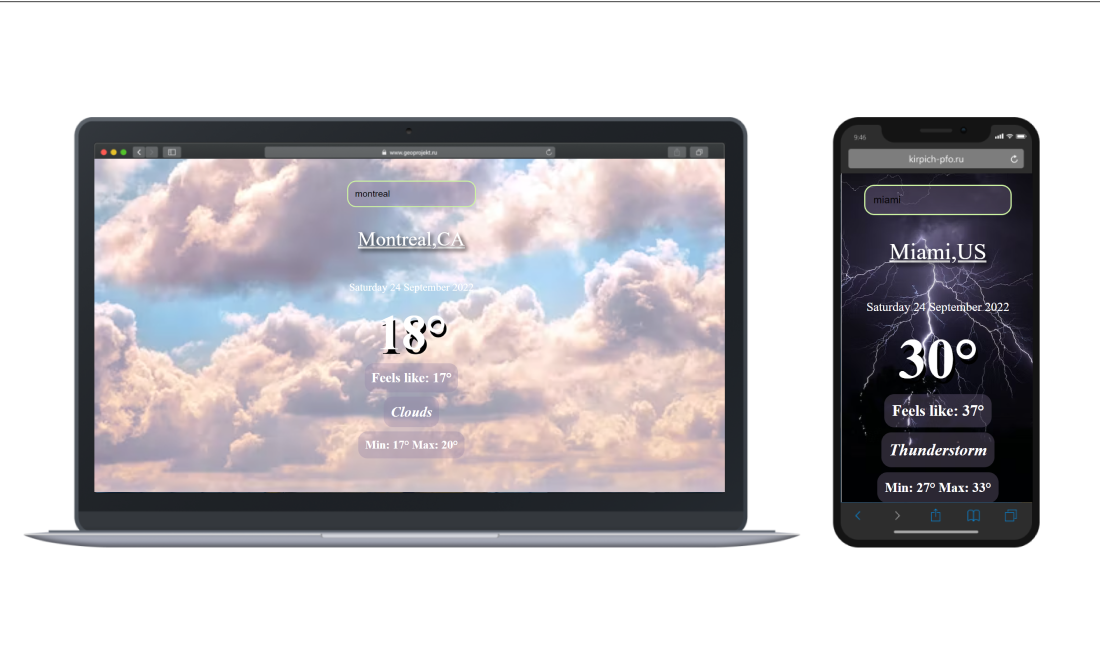 www.geoprojekt.ru
montreal
Montreal,CA
Saturday 24 September 2022
18°
Feels like: 17°
Clouds
Min: 17° Max: 20°
9:46
kirpich-pfo.ru
miami
Miami,US
Saturday 24 September 2022
30°
Feels like: 37°
Thunderstorm
Min: 27° Max: 33°